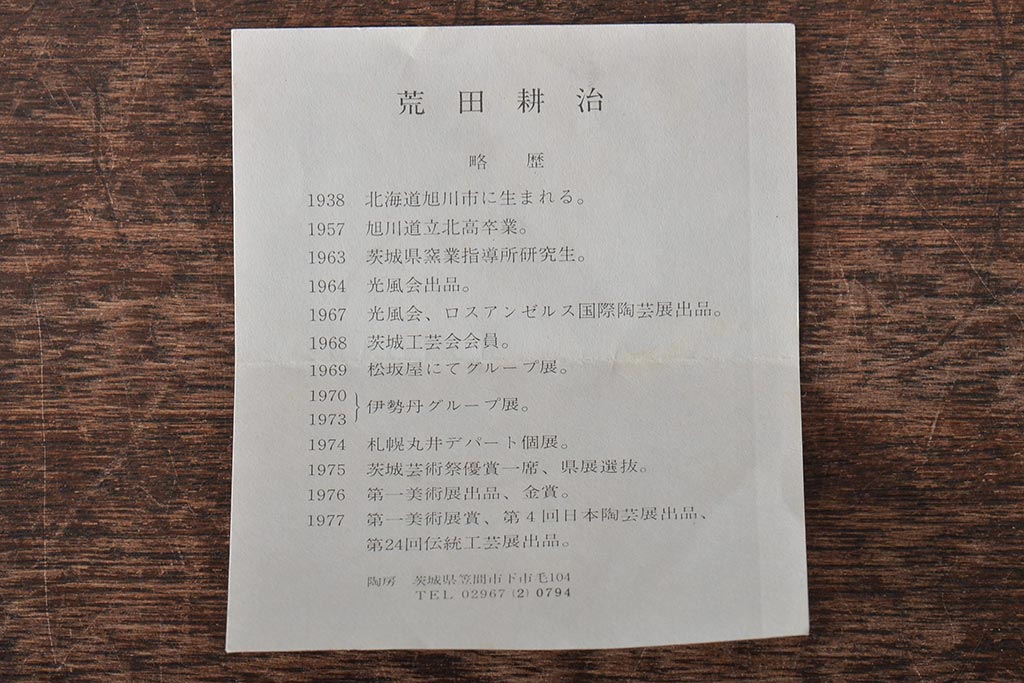 荒田耕治
略歴
1938 北海道旭川市に生まれる。
1957 旭川道立北高卒業。
1963 茨城県窯業指導所研究生。
1964 光風会出品。
1967 光風会、ロスアンゼルス国際陶芸展出品。
1968 茨城工芸会会員。
1969 松坂屋にてグループ展。
1970
1973 } 伊勢丹グループ展。
1974 札幌丸井デパート個展。
1975 茨城芸術祭優賞一席、県展選抜。
1976 第一美術展出品、金賞。
1977 第一美術展賞、第4回日本陶芸展出品、
第24回伝統工芸展出品。
陶房 茨城県笠間市下市毛104
TEL 02967 (2) 0794